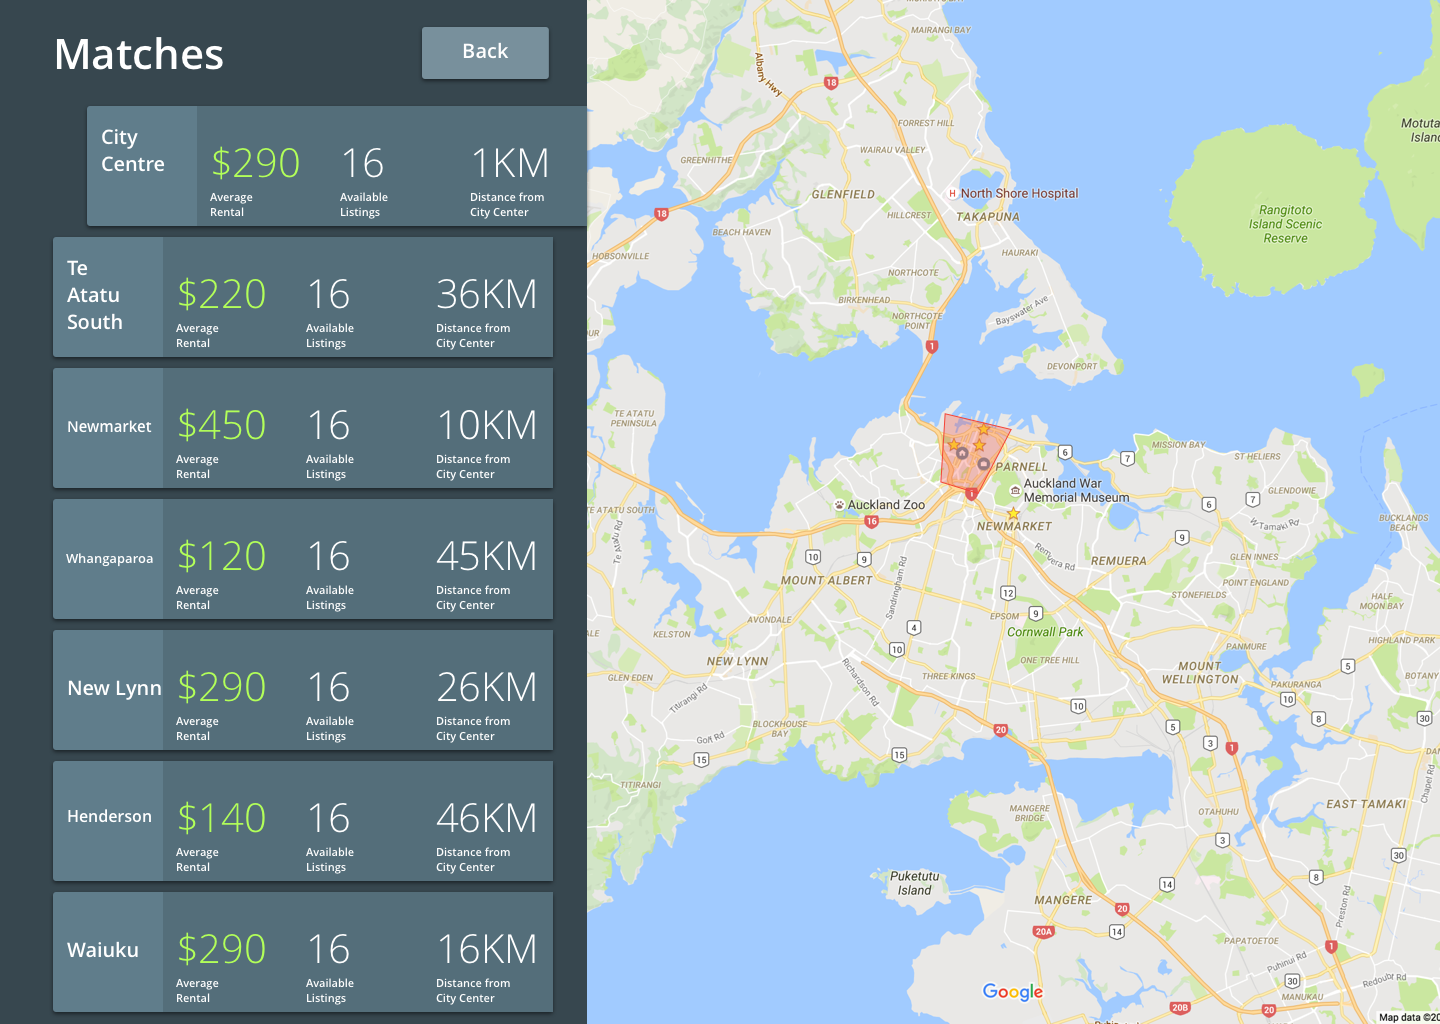 Matches
Back
City
Centre
$290
Average
Rental
16
Available
Listings
1KM
Distance from
City Center
Te
Atatu
South
$220
Average
Rental
16
Available
Listings
36KM
Distance from
City Center
Newmarket
$450
Average
Rental
16
Available
Listings
10KM
Distance from
City Center
Whangaparoa
$120
Average
Rental
16
Available
Listings
45KM
Distance from
City Center
New Lynn
$290
Average
Rental
16
Available
Listings
26KM
Distance from
City Center
Henderson
$140
Average
Rental
16
Available
Listings
46KM
Distance from
City Center
Waiuku
$290
Average
Rental
16
Available
Listings
16KM
Distance from
City Center
MAIRANGI BAY
Albany Hwy
18
FORREST HILL
Motuta
Island
WAIRAU VALLEY
GREENHITHE
GLENFIELD
H North Shore Hospital
18
HILLCREST
TAKAPUNA
Rangitoto
Island Scenic
Reserve
BEACH HAVEN
HOBSONVILLE
HAURAKI
NORTHCOTE
BIRKENHEAD
NORTHCOTE
POINT
Bayswater Ave
OUR
1
DEVONPORT
TE ATATU
PENINSULA
MISSION BAY
6
7
ST HELIERS
PARNELL
Auckland War
Memorial Museum
GLENDOWE
1
6
7
Auckland Zoo
TE ATATU SOUTH
16
NEWMARKET
W Tamaki Rd
BUCKLANDS
BEACH
Te Atatu Rd
10
9
9
Remuera Rd
REMUERA
GLEN INNES
MOUNT ALBERT
Sandringham Rd
POINT ENGLAND
12
STONEFIELDS
HALF
MOON BAY
9
EPSOM
AVONDALE
4
Cornwall Park
ALE
KELSTON
HIGHLAND PARK
10
PANMURE
NEW LYNN
ONE TREE HILL
MOUNT
WELLINGTON
5
GLEN EDEN
Richardson Rd
THREE KINGS
BOTANY
PAKURANGA
Titirangi Rd
10
10
BLOCKHOUSE
BAY
8
30
Golf Rd
20
5
3
1
15
15
DAN
TITIRANGI
Chapel Rd
MANGERE
BRIDGE
EAST TAMAKI
OTAHUHU
3
30
Puketutu
Island
8
14
MANGERE
20
Preston Rd
20A
14
PAPATOETOE
1
Puhinui Rd
30
Redoubt Rd
Google
MANUKAU
20B
20
Map data ©20